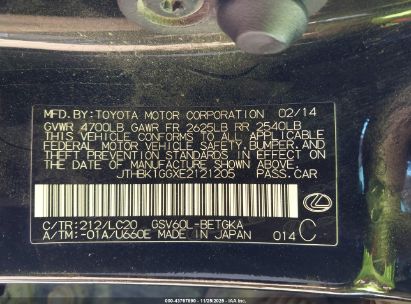 MFD. BY: TOYOTA MOTOR CORPORATION 02/14
GVWR 4700LB GAWR FR 2625LB RR 2540LB
THIS VEHICLE CONFORMS TO ALL APPLICABLE
FEDERAL MOTOR VEHICLE SAFETY, BUMPER, AND
THEFT PREVENTION STANDARDS IN EFFECT ON
THE DATE OF MANUFACTURE SHOWN ABOVE.
JTHBK1GGXE2121205 PASS. CAR
C/TR: 212/LC20 GSV60L-BETGKA
A/TM: -01A/U660E MADE IN JAPAN 014 C